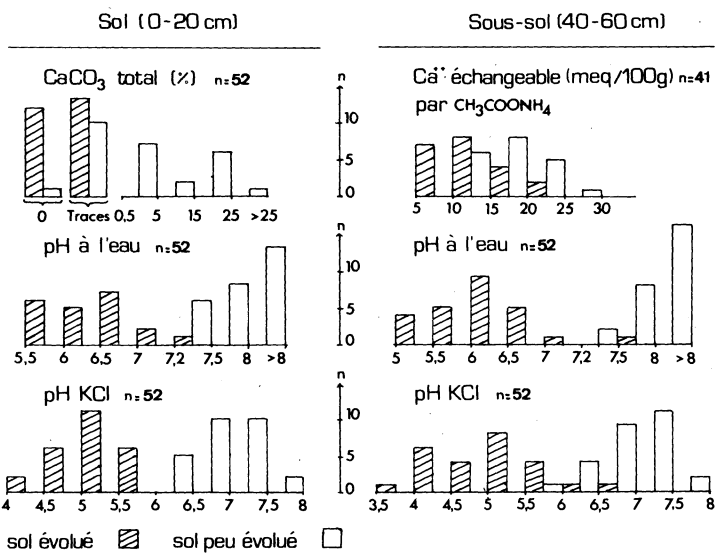 Sol (0-20 cm)
Sous-sol (40-60 cm)
CaCO3 total (%) n=52
n
10
5
0
0 Traces 0,5 5 15 25 >25
Ca¨ échangeable (meq/100g) n=41
par CH3COONH4
5 10 15 20 25 30
pH à l'eau n=52
n
10
5
0
5,5 6 6,5 7 7,2 7,5 8 >8
pH à l'eau n=52
5 5,5 6 6,5 7 7,2 7,5 8 >8
pH KCl n=52
n
10
5
0
4 4,5 5 5,5 6 6,5 7 7,5 8
pH KCl n=52
3,5 4 4,5 5 5,5 6 6,5 7 7,5 8
sol évolué sol peu évolué